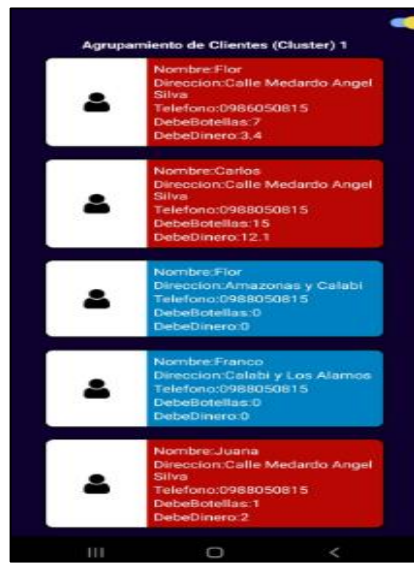 Agrupamiento de Clientes (Cluster) 1
Nombre:Flor
Direccion:Calle Medardo Angel
Silva
Telefono:0986050815
DebeBotellas:7
DebeDinero:3.4
Nombre:Carlos
Direccion:Calle Medardo Angel
Silva
Telefono:0988050815
DebeBotellas:15
DebeDinero:12.1
Nombre:Flor
Direccion:Amazonas y Calabi
Telefono:0988050815
DebeBotellas:0
DebeDinero:0
Nombre:Franco
Direccion:Calabi y Los Alamos
Telefono:0988050815
DebeBotellas:0
DebeDinero:0
Nombre:Juana
Direccion:Calle Medardo Angel
Silva
Telefono:0988050815
DebeBotellas:1
DebeDinero:2